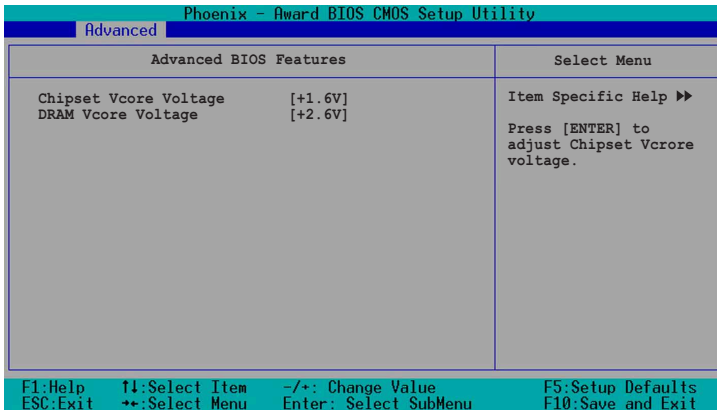 Phoenix - Award BIOS CMOS Setup Utility
Advanced
Advanced BIOS Features
Select Menu
Chipset Vcore Voltage [+1.6V]
DRAM Vcore Voltage [+2.6V]
Item Specific Help ▶▶
Press [ENTER] to
adjust Chipset Vcrore
voltage.
F1:Help ↑↓:Select Item -/+: Change Value F5:Setup Defaults
ESC:Exit →←:Select Menu Enter: Select SubMenu F10:Save and Exit